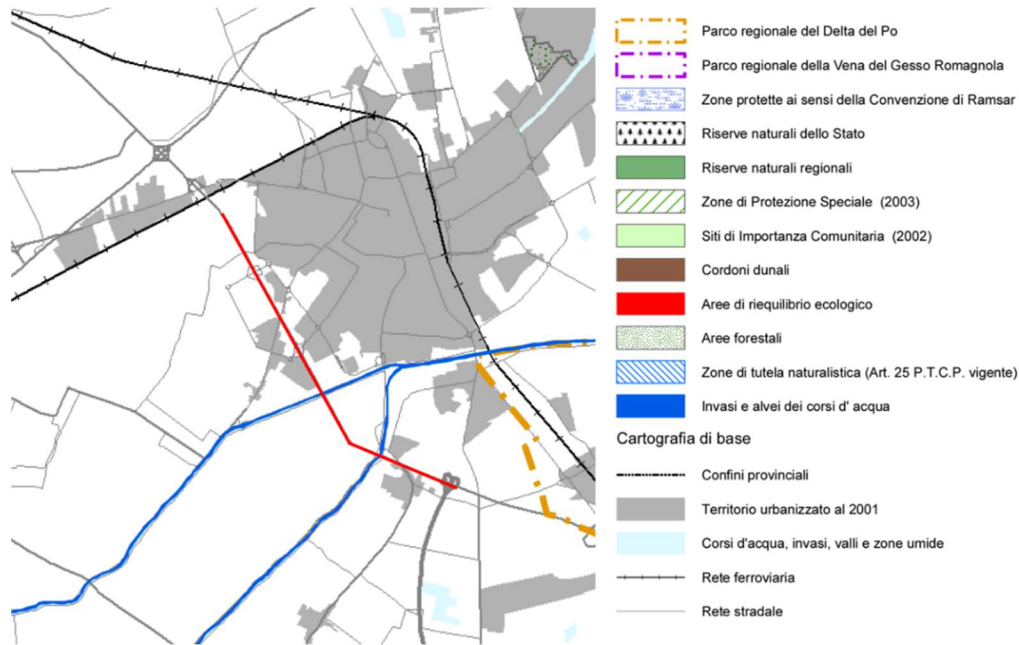 Parco regionale del Delta del Po
Parco regionale della Vena del Gesso Romagnola
Zone protette ai sensi della Convenzione di Ramsar
Riserve naturali dello Stato
Riserve naturali regionali
Zone di Protezione Speciale (2003)
Siti di Importanza Comunitaria (2002)
Cordoni dunali
Aree di riequilibrio ecologico
Aree forestali
Zone di tutela naturalistica (Art. 25 P.T.C.P. vigente)
Invasi e alvei dei corsi d' acqua
Cartografia di base
Confini provinciali
Territorio urbanizzato al 2001
Corsi d'acqua, invasi, valli e zone umide
Rete ferroviaria
Rete stradale